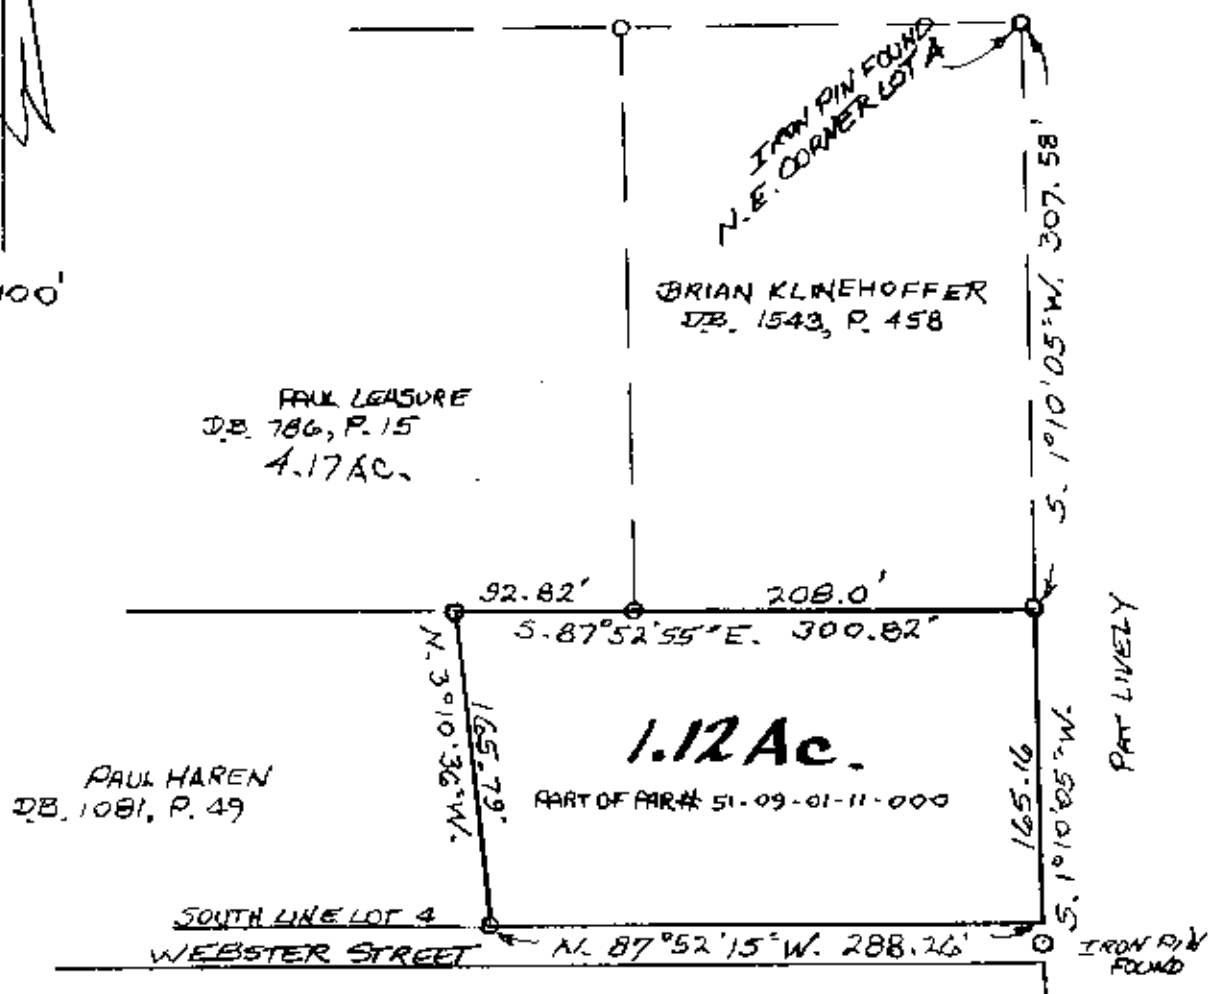 IRON PIN FOUND
N.E. CORNER LOT A
S. 1°10'05"W. 307.58'
100'
BRIAN KLINEHOFFER
D.B. 1543, P. 458
PAUL LEASURE
D.B. 786, P. 15
4.17 AC.
92.82' 208.0'
S. 87°52'55"E. 300.82'
N. 3°10'36"W.
165.79'
1.12 Ac.
PART OF PAR# 51-09-01-11-000
165.16
S. 1°10'05"W.
PAT LIVELY
PAUL HAREN
D.B. 1081, P. 49
SOUTH LINE LOT 4
WEBSTER STREET
N. 87°52'15"W. 288.26'
IRON PIN
FOUND